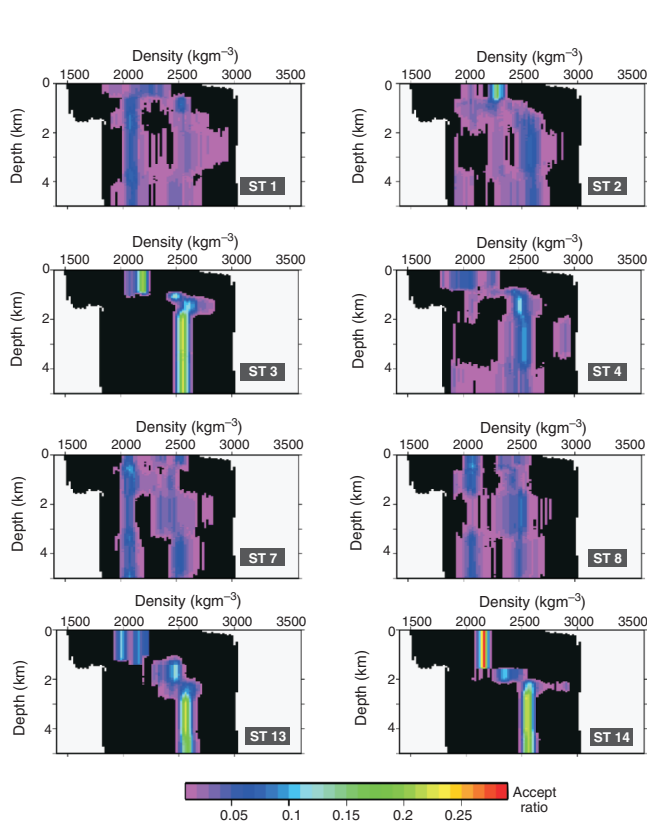 Density (kgm⁻³) Density (kgm⁻³)
1500 2000 2500 3000 3500 1500 2000 2500 3000 3500
0 0
Depth (km) 2 Depth (km) 2
4 ST 1 4 ST 2
Density (kgm⁻³) Density (kgm⁻³)
1500 2000 2500 3000 3500 1500 2000 2500 3000 3500
0 0
Depth (km) 2 Depth (km) 2
4 ST 3 4 ST 4
Density (kgm⁻³) Density (kgm⁻³)
1500 2000 2500 3000 3500 1500 2000 2500 3000 3500
0 0
Depth (km) 2 Depth (km) 2
4 ST 7 4 ST 8
Density (kgm⁻³) Density (kgm⁻³)
1500 2000 2500 3000 3500 1500 2000 2500 3000 3500
0 0
Depth (km) 2 Depth (km) 2
4 ST 13 4 ST 14
Accept
ratio
0.05 0.1 0.15 0.2 0.25